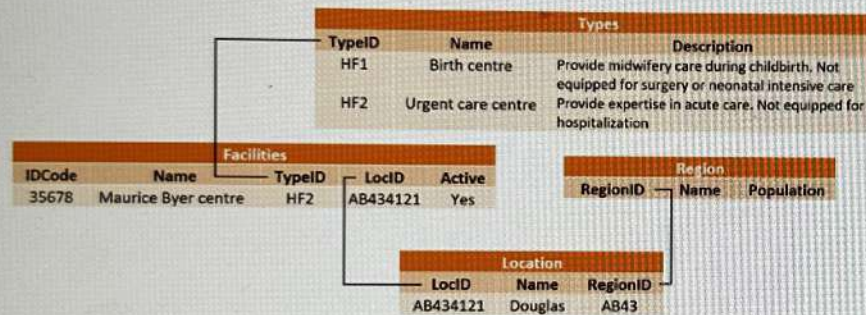 Types
TypeID Name Description
HF1 Birth centre Provide midwifery care during childbirth. Not
equipped for surgery or neonatal intensive care
HF2 Urgent care centre Provide expertise in acute care. Not equipped for
hospitalization
Facilities
IDCode Name TypeID LocID Active
35678 Maurice Byer centre HF2 AB434121 Yes
Region
RegionID Name Population
Location
LocID Name RegionID
AB434121 Douglas AB43